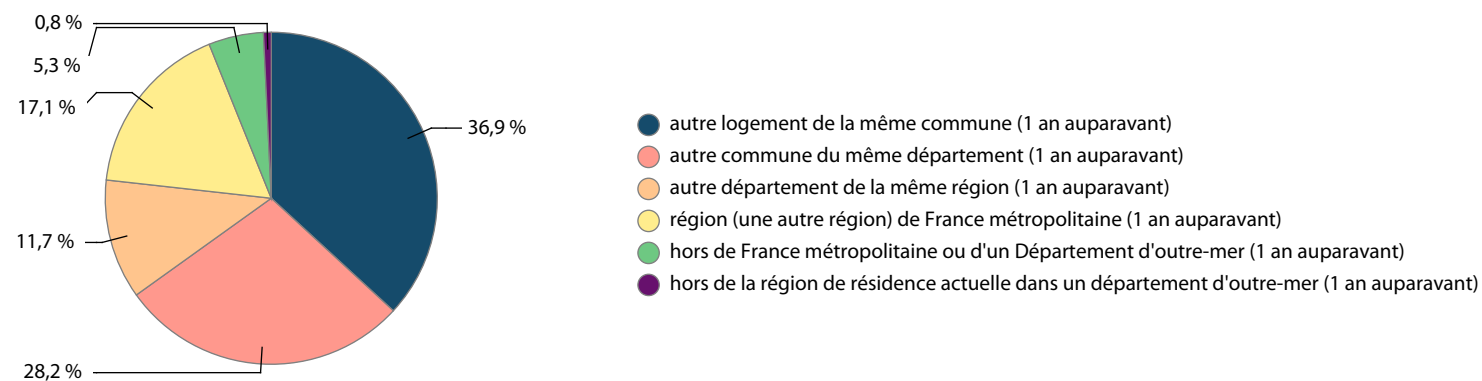 0,8 %
5,3 %
17,1 %
11,7 %
28,2 %
36,9 %
autre logement de la même commune (1 an auparavant)
autre commune du même département (1 an auparavant)
autre département de la même région (1 an auparavant)
région (une autre région) de France métropolitaine (1 an auparavant)
hors de France métropolitaine ou d'un Département d'outre-mer (1 an auparavant)
hors de la région de résidence actuelle dans un département d'outre-mer (1 an auparavant)